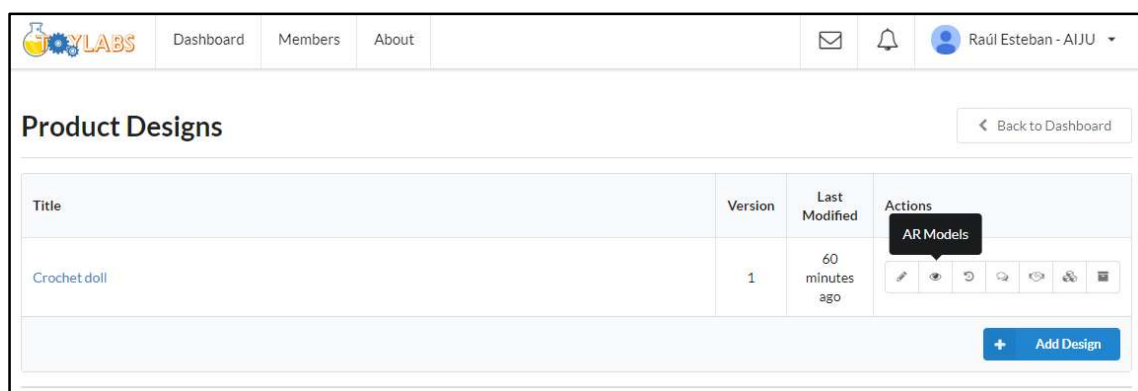 TOYLABS
Dashboard
Members
About
Raúl Esteban - AIJU
Product Designs
Back to Dashboard
Title
Version
Last
Modified
Actions
AR Models
Crochet doll
1
60
minutes
ago
Add Design